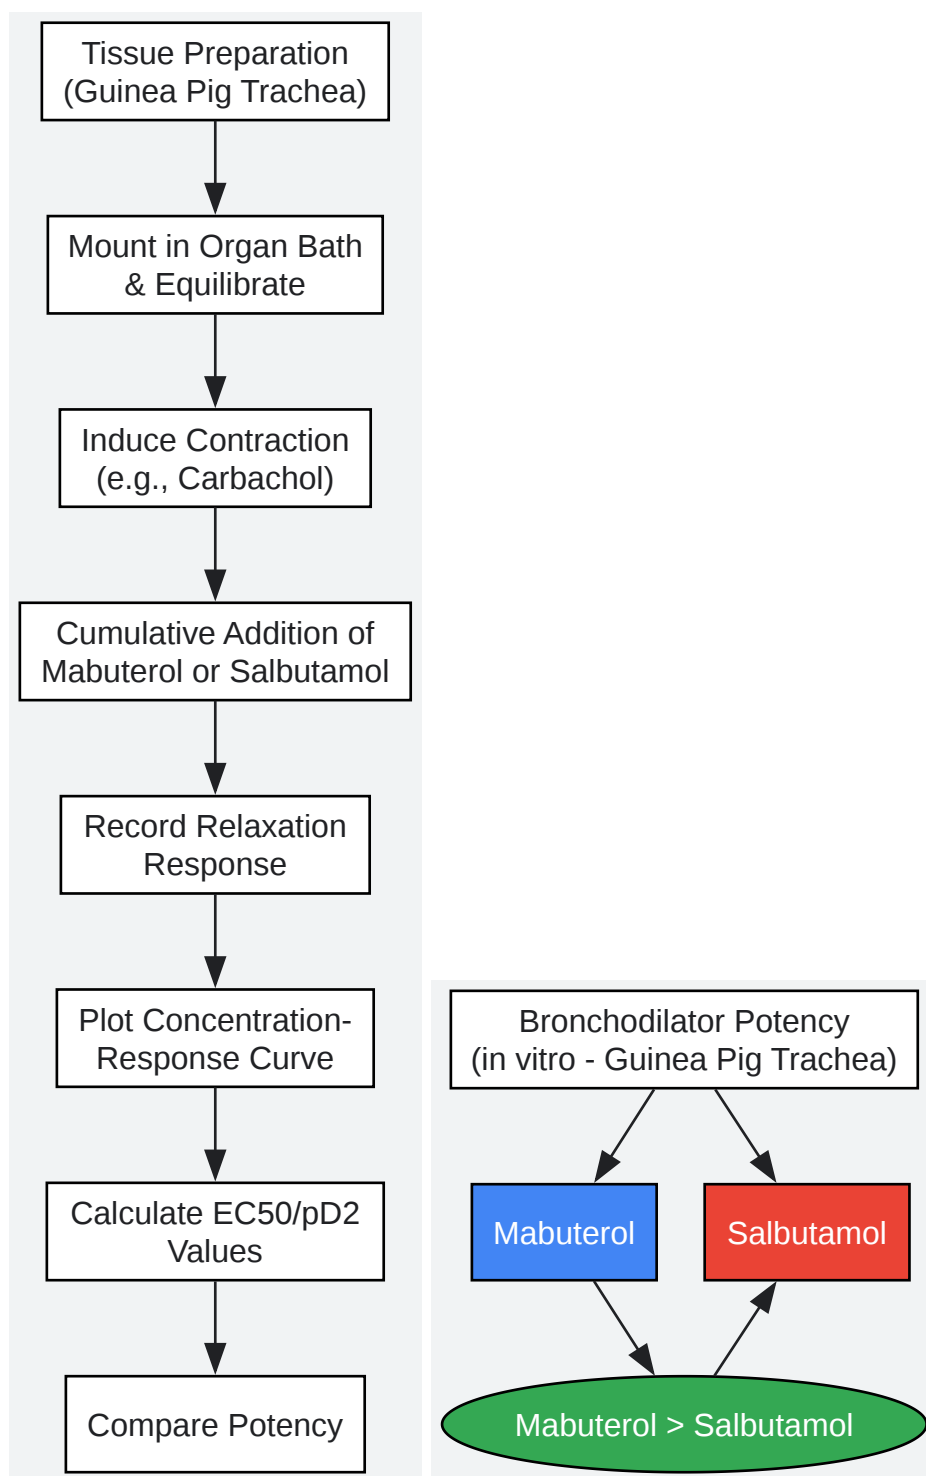 Tissue Preparation
(Guinea Pig Trachea)
Mount in Organ Bath
& Equilibrate
Induce Contraction
(e.g., Carbachol)
Cumulative Addition of
Mabuterol or Salbutamol
Record Relaxation
Response
Plot Concentration-
Response Curve
Calculate EC50/pD2
Values
Compare Potency
Bronchodilator Potency
(in vitro - Guinea Pig Trachea)
Mabuterol
Salbutamol
Mabuterol > Salbutamol